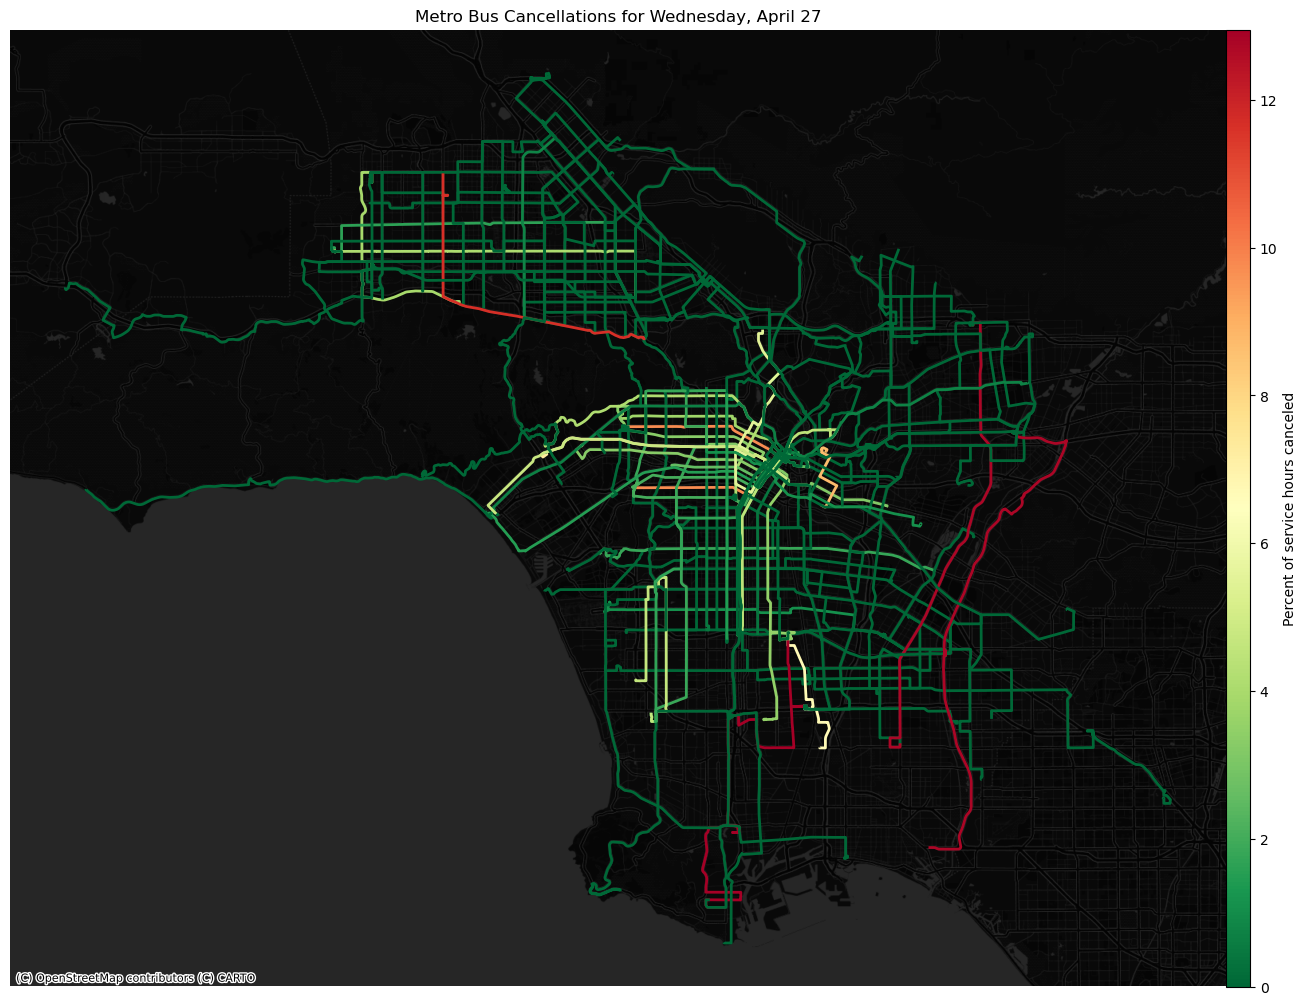 Metro Bus Cancellations for Wednesday, April 27
12
10
8
6
4
2
0
Percent of service hours canceled
(C) OpenStreetMap contributors (C) CARTO